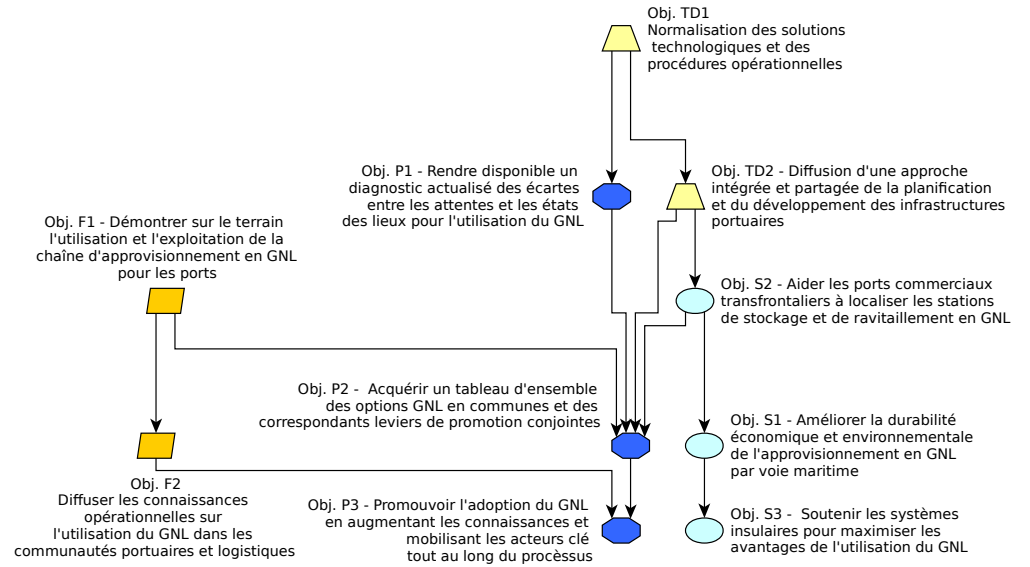 Obj. TD1
Normalisation des solutions
technologiques et des
procédures opérationnelles
Obj. P1 - Rendre disponible un
diagnostic actualisé des écartes
entre les attentes et les états
des lieux pour l'utilisation du GNL
Obj. TD2 - Diffusion d'une approche
intégrée et partagée de la planification
et du développement des infrastructures
portuaires
Obj. F1 - Démontrer sur le terrain
l'utilisation et l'exploitation de la
chaîne d'approvisionnement en GNL
pour les ports
Obj. S2 - Aider les ports commerciaux
transfrontaliers à localiser les stations
de stockage et de ravitaillement en GNL
Obj. P2 - Acquérir un tableau d'ensemble
des options GNL en communes et des
correspondants leviers de promotion conjointes
Obj. S1 - Améliorer la durabilité
économique et environnementale
de l'approvisionnement en GNL
par voie maritime
Obj. F2
Diffuser les connaissances
opérationnelles sur
l'utilisation du GNL dans les
communautés portuaires et logistiques
Obj. P3 - Promouvoir l'adoption du GNL
en augmentant les connaissances et
mobilisant les acteurs clé
tout au long du procèssus
Obj. S3 - Soutenir les systèmes
insulaires pour maximiser les
avantages de l'utilisation du GNL